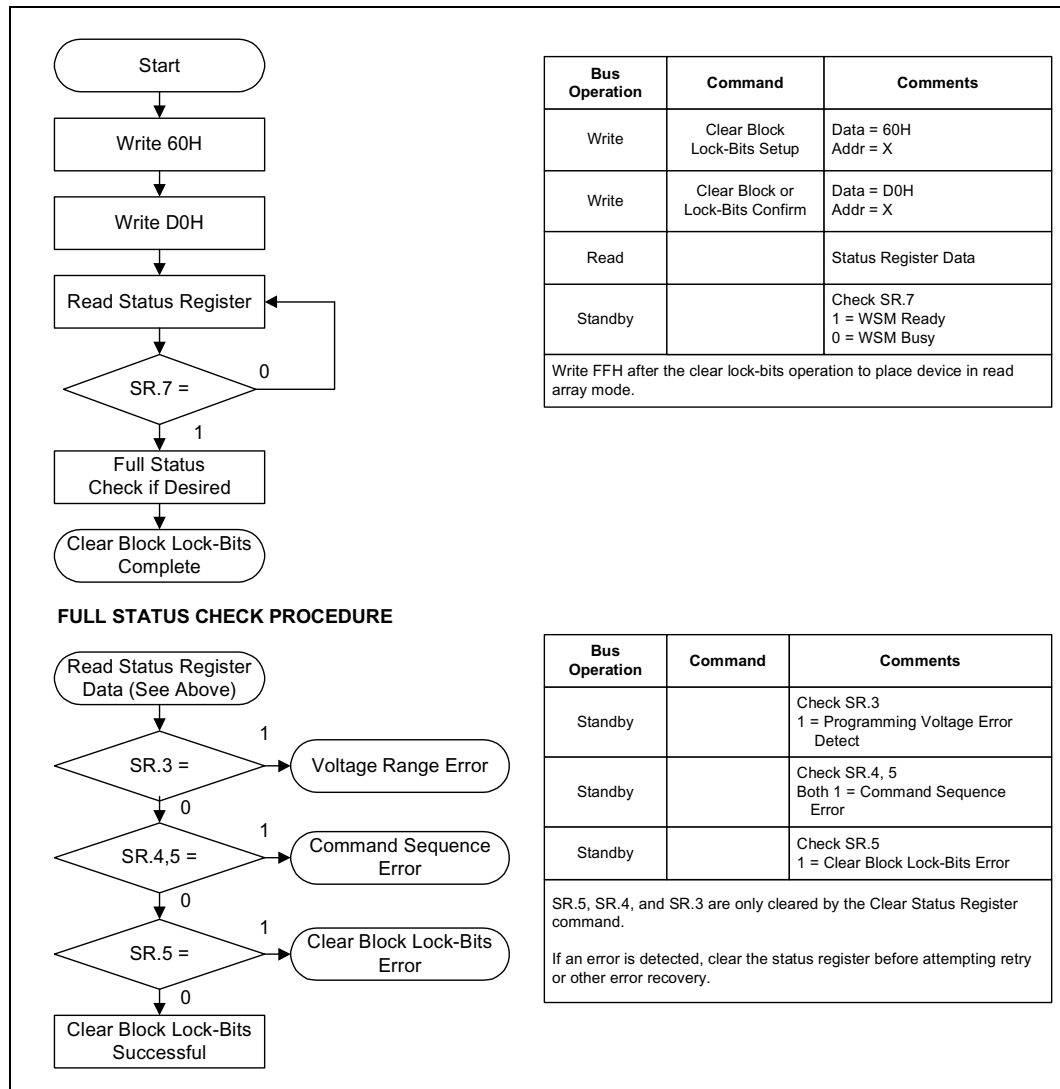 Start
Write 60H
Write D0H
Read Status Register
SR.7 =
0
1
Full Status
Check if Desired
Clear Block Lock-Bits
Complete
Bus
Operation
Command
Comments
Write
Clear Block
Lock-Bits Setup
Data = 60H
Addr = X
Write
Clear Block or
Lock-Bits Confirm
Data = D0H
Addr = X
Read
Status Register Data
Standby
Check SR.7
1 = WSM Ready
0 = WSM Busy
Write FFH after the clear lock-bits operation to place device in read
array mode.
FULL STATUS CHECK PROCEDURE
Read Status Register
Data (See Above)
SR.3 =
1
Voltage Range Error
0
SR.4,5 =
1
Command Sequence
Error
0
SR.5 =
1
Clear Block Lock-Bits
Error
0
Clear Block Lock-Bits
Successful
Bus
Operation
Command
Comments
Standby
Check SR.3
1 = Programming Voltage Error
Detect
Standby
Check SR.4, 5
Both 1 = Command Sequence
Error
Standby
Check SR.5
1 = Clear Block Lock-Bits Error
SR.5, SR.4, and SR.3 are only cleared by the Clear Status Register
command.
If an error is detected, clear the status register before attempting retry
or other error recovery.